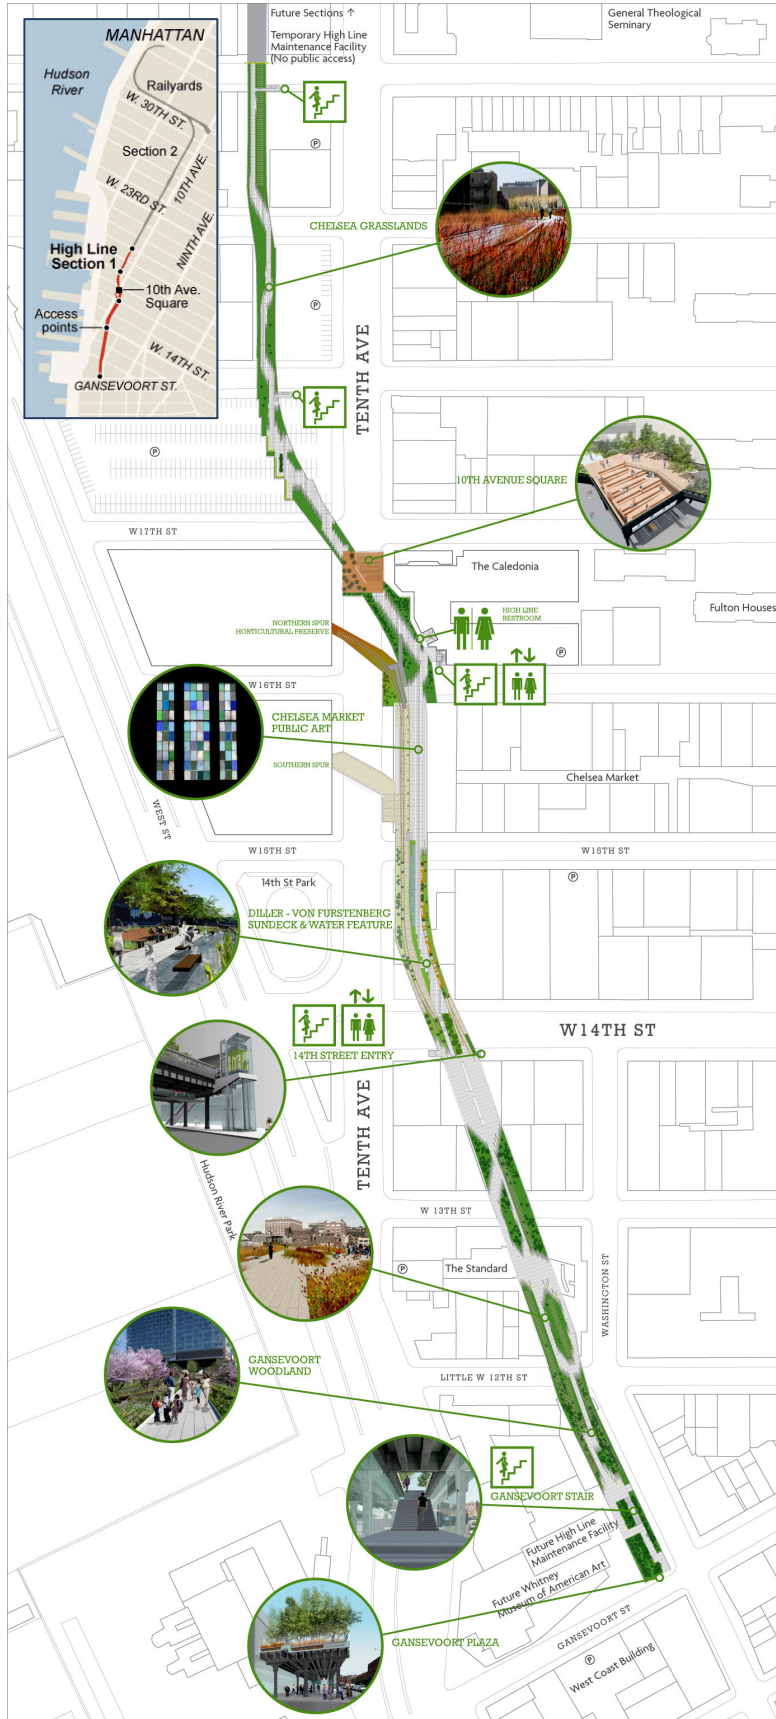 Future Sections ↑
Temporary High Line
Maintenance Facility
(No public access)
General Theological
Seminary
MANHATTAN
Hudson
River
Railyards
W. 30TH ST.
Section 2
10TH AVE.
W. 23RD ST.
NINTH AVE.
High Line
Section 1
10th Ave.
Square
Access
points
W. 14TH ST.
GANSEVOORT ST.
P
CHELSEA GRASSLANDS
P
TENTH AVE
P
10TH AVENUE SQUARE
W17TH ST
The Caledonia
Fulton Houses
HIGH LINE
RESTROOM
NORTHERN SPUR
HORTICULTURAL PRESERVE
P
W16TH ST
CHELSEA MARKET
PUBLIC ART
SOUTHERN SPUR
Chelsea Market
WEST ST
W15TH ST
W15TH ST
14th St Park
P
DILLER - VON FURSTENBERG
SUNDECK & WATER FEATURE
W14TH ST
14TH STREET ENTRY
TENTH AVE
Hudson River Park
W 13TH ST
The Standard
P
WASHINGTON ST
GANSEVOORT
WOODLAND
LITTLE W 12TH ST
GANSEVOORT STAIR
Future High Line
Maintenance Facility
Future Whitney
Museum of American Art
GANSEVOORT PLAZA
GANSEVOORT ST
P
West Coast Building